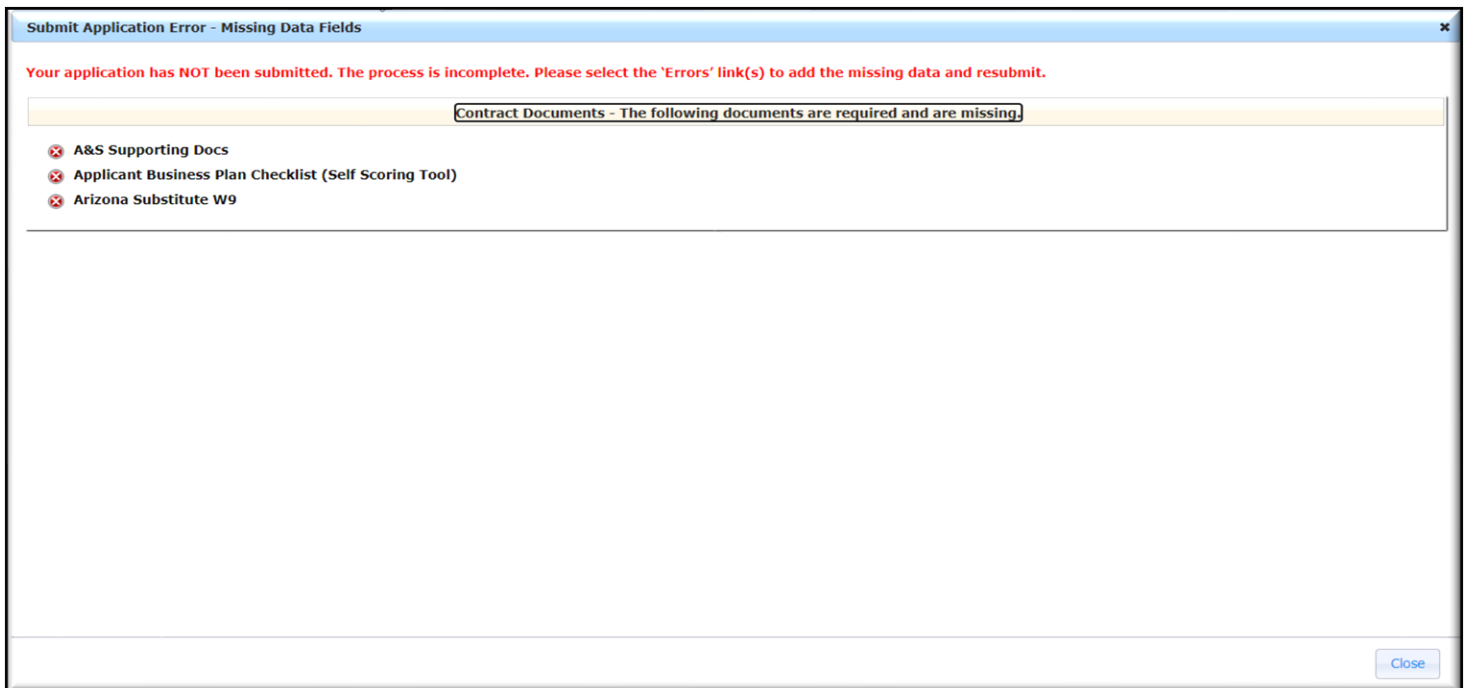 Submit Application Error - Missing Data Fields
Your application has NOT been submitted. The process is incomplete. Please select the ‘Errors’ link(s) to add the missing data and resubmit.
Contract Documents - The following documents are required and are missing.
A&S Supporting Docs
Applicant Business Plan Checklist (Self Scoring Tool)
Arizona Substitute W9
Close